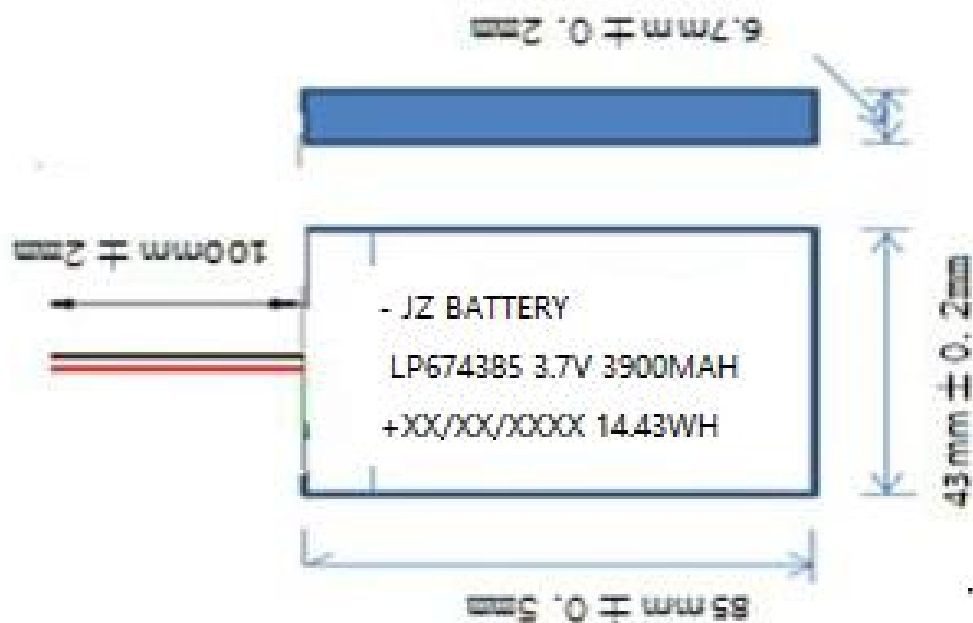 6.7mm ± 0. 2mm
100mm ± 2mm
- JZ BATTERY
LP674385 3.7V 3900MAH
+XX/XX/XXXX 14.43WH
43mm ± 0. 2mm
85mm ± 0. 5mm